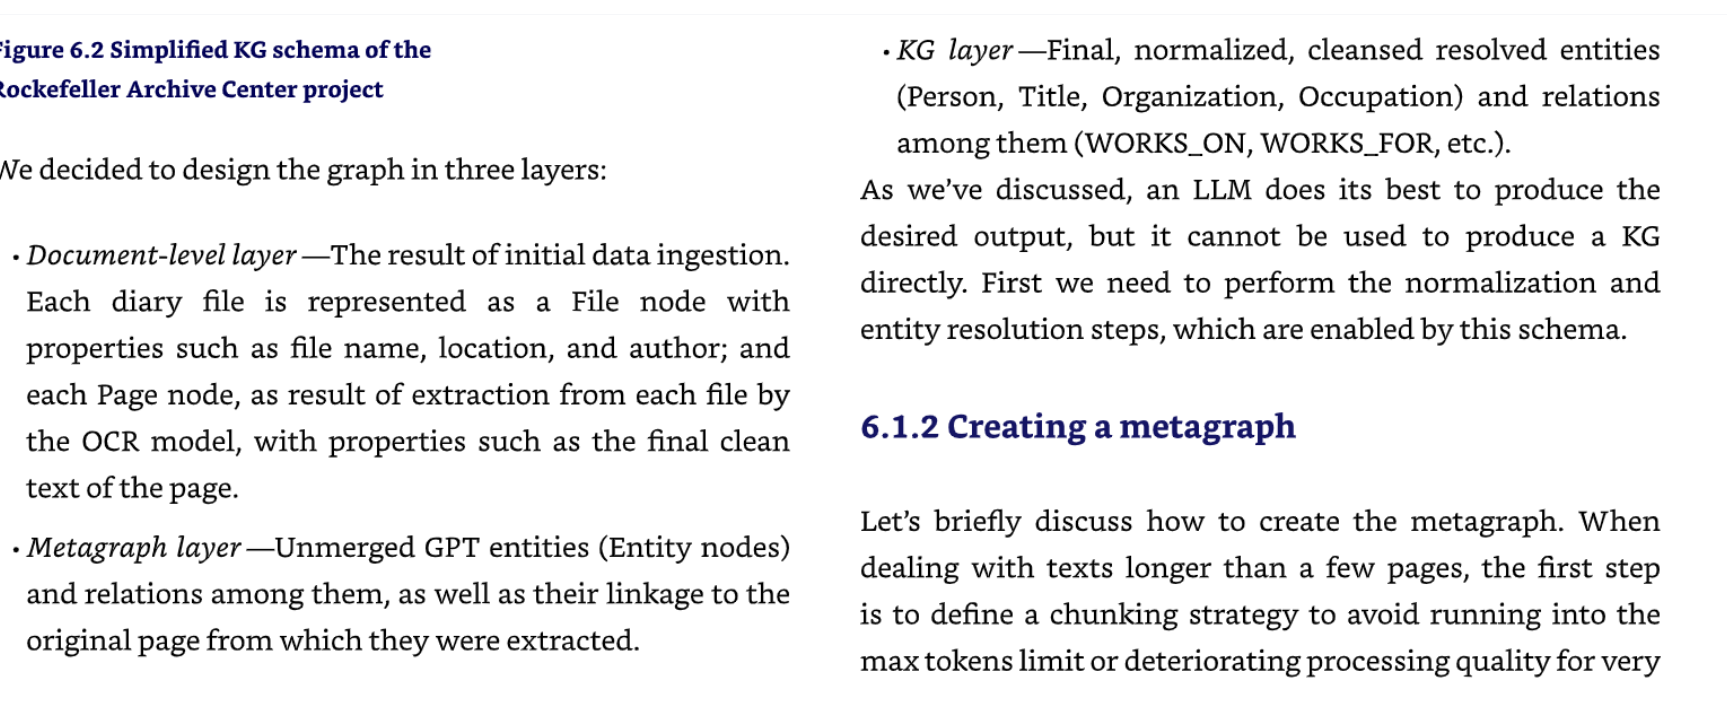 Figure 6.2 Simplified KG schema of the
Rockefeller Archive Center project
We decided to design the graph in three layers:
• Document-level layer—The result of initial data ingestion.
Each diary file is represented as a File node with
properties such as file name, location, and author; and
each Page node, as result of extraction from each file by
the OCR model, with properties such as the final clean
text of the page.
• Metagraph layer—Unmerged GPT entities (Entity nodes)
and relations among them, as well as their linkage to the
original page from which they were extracted.
• KG layer—Final, normalized, cleansed resolved entities
(Person, Title, Organization, Occupation) and relations
among them (WORKS_ON, WORKS_FOR, etc.).
As we’ve discussed, an LLM does its best to produce the
desired output, but it cannot be used to produce a KG
directly. First we need to perform the normalization and
entity resolution steps, which are enabled by this schema.
6.1.2 Creating a metagraph
Let’s briefly discuss how to create the metagraph. When
dealing with texts longer than a few pages, the first step
is to define a chunking strategy to avoid running into the
max tokens limit or deteriorating processing quality for very